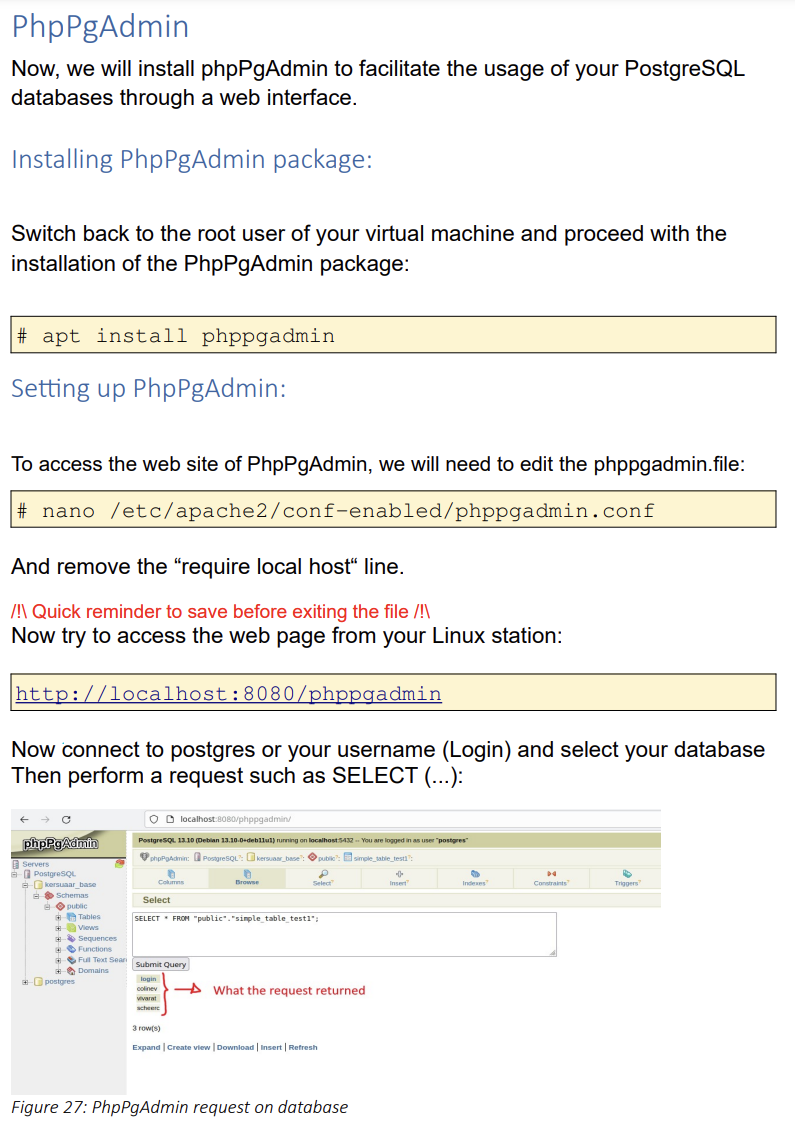 PhpPgAdmin
Now, we will install phpPgAdmin to facilitate the usage of your PostgreSQL
databases through a web interface.
Installing PhpPgAdmin package:
Switch back to the root user of your virtual machine and proceed with the
installation of the PhpPgAdmin package:
# apt install phppgadmin
Setting up PhpPgAdmin:
To access the web site of PhpPgAdmin, we will need to edit the phppgadmin.file:
# nano /etc/apache2/conf-enabled/phppgadmin.conf
And remove the “require local host“ line.
/!\ Quick reminder to save before exiting the file /!\
Now try to access the web page from your Linux station:
http://localhost:8080/phppgadmin
Now connect to postgres or your username (Login) and select your database
Then perform a request such as SELECT (...):
localhost:8080/phppgadmin/
phpPgAdmin
Servers
PostgreSQL
kersuaar_base
Schemas
public
Tables
Views
Sequences
Functions
Full Text Sear
Domains
postgres
PostgreSQL 13.10 (Debian 13.10-0+deb11u1) running on localhost:5432 -- You are logged in as user "postgres"
phpPgAdmin: PostgreSQL?: kersuaar_base?: public?: simple_table_test1?:
Columns Browse Select? Insert? Indexes? Constraints? Triggers?
Select
SELECT * FROM "public"."simple_table_test1";
Submit Query
login
colinev
vivarat
scheerc
What the request returned
3 row(s)
Expand | Create view | Download | Insert | Refresh
Figure 27: PhpPgAdmin request on database